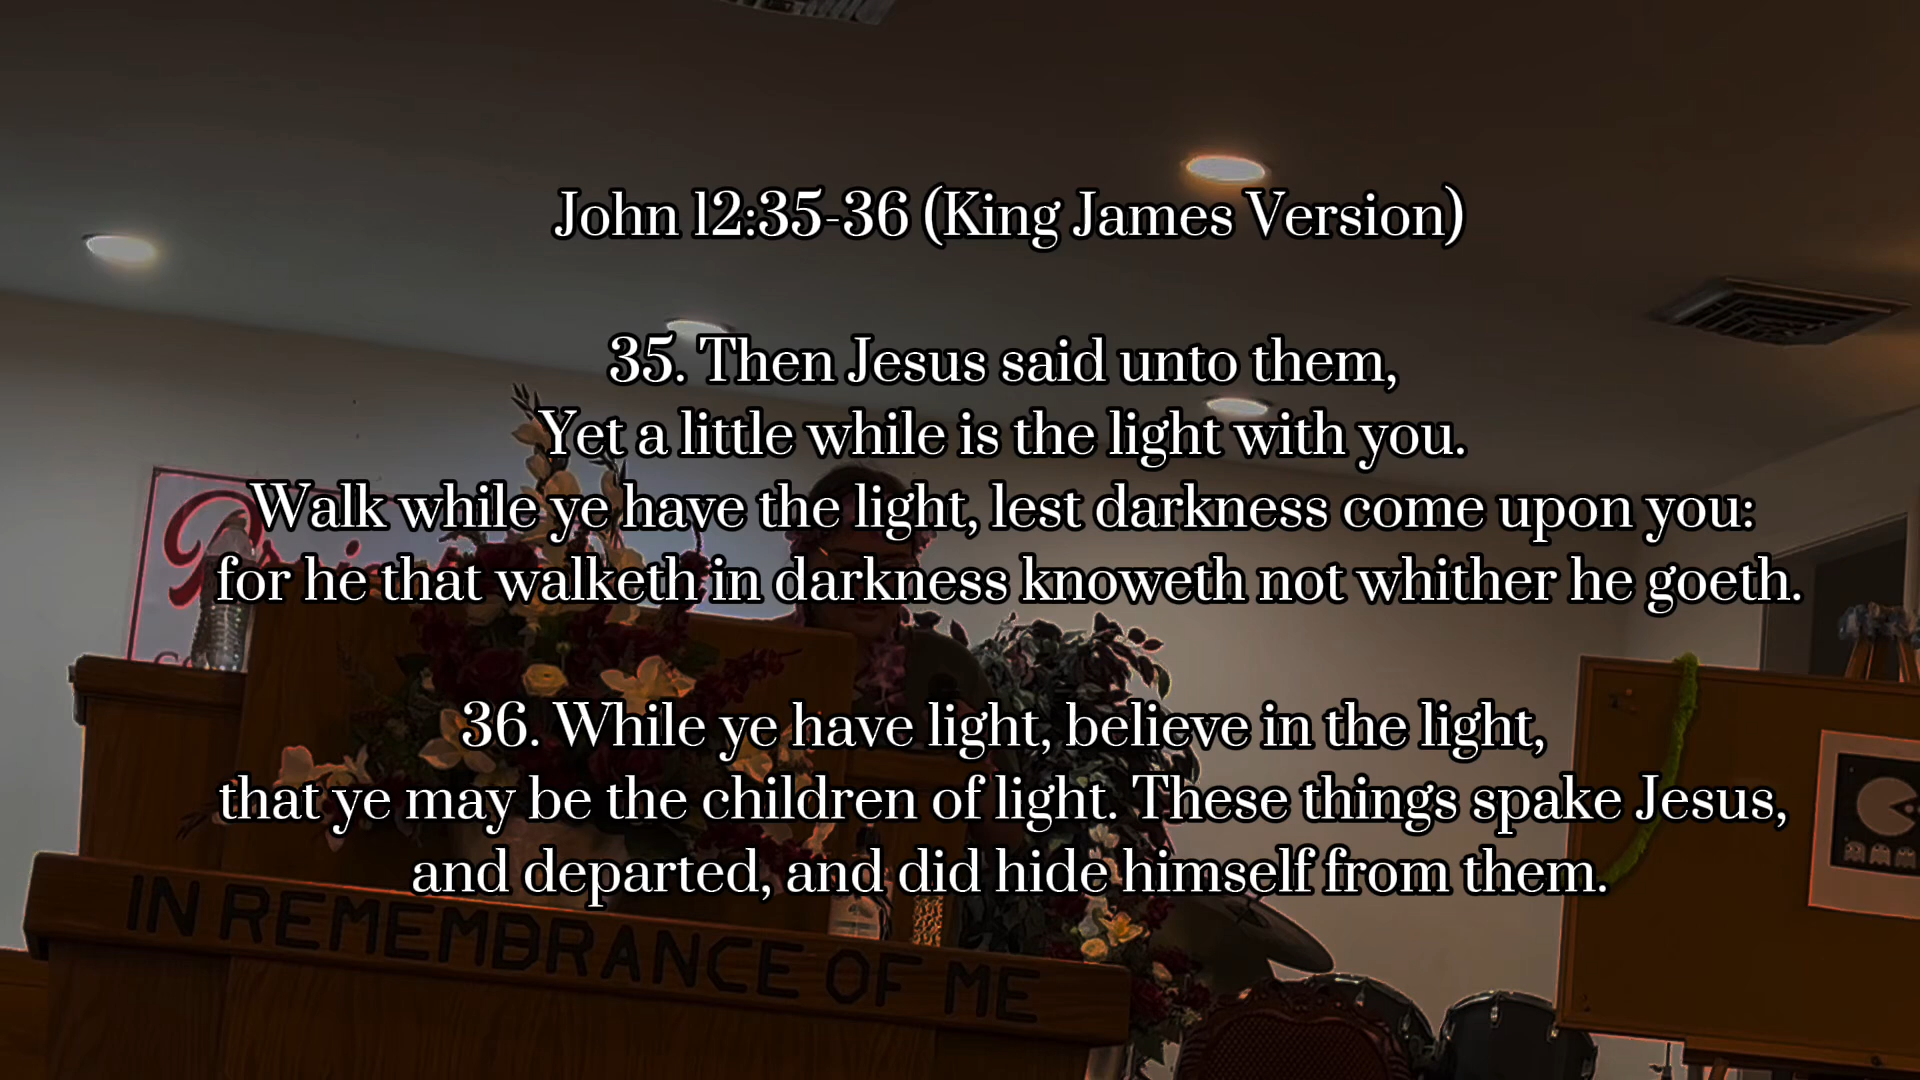 John 12:35-36 (King James Version)
35. Then Jesus said unto them,
Yet a little while is the light with you.
Walk while ye have the light, lest darkness come upon you:
for he that walketh in darkness knoweth not whither he goeth.
36. While ye have light, believe in the light,
that ye may be the children of light. These things spake Jesus,
and departed, and did hide himself from them.
IN REMEMBRANCE OF ME